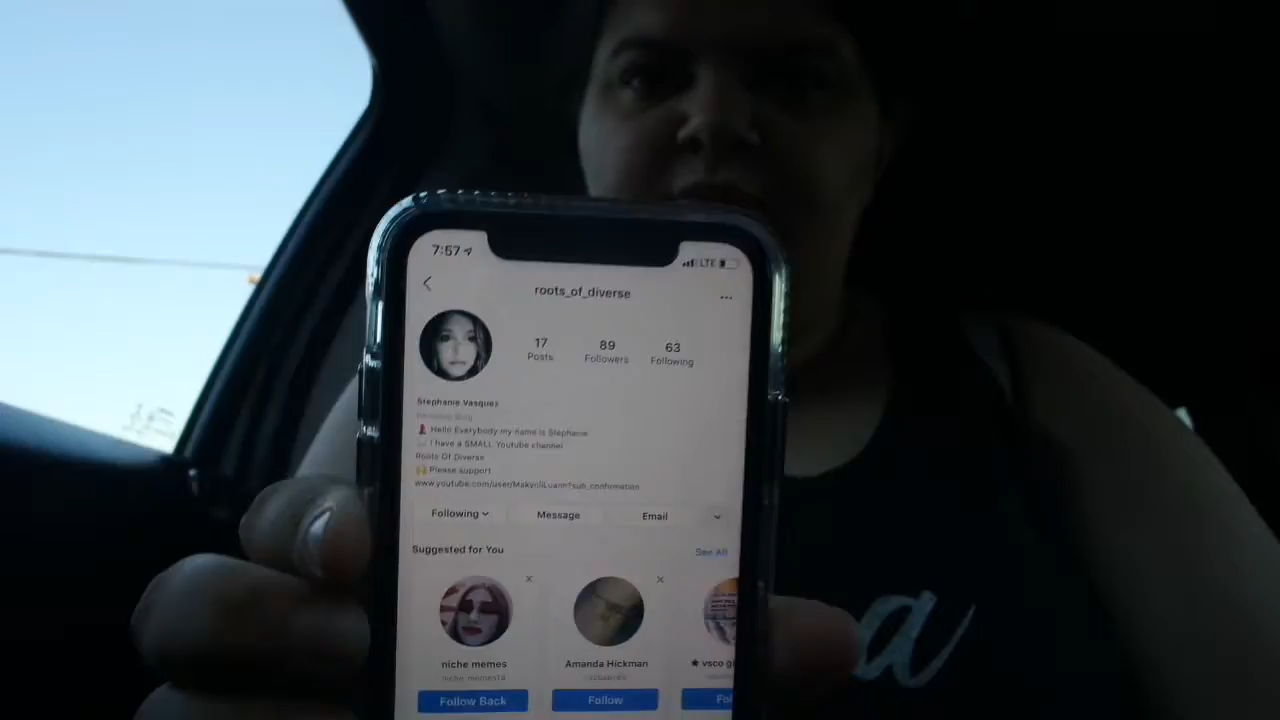 7:57 LTE
roots_of_diverse
17 89 63
Posts Followers Following
Stephanie Vasquez
Hello Everybody my name is Stephanie
I have a SMALL Youtube channel
Roots Of Diverse
Please support
Following Message Email
Suggested for You See All
niche memes Amanda Hickman ★ vsco
Follow Back Follow Fol
a